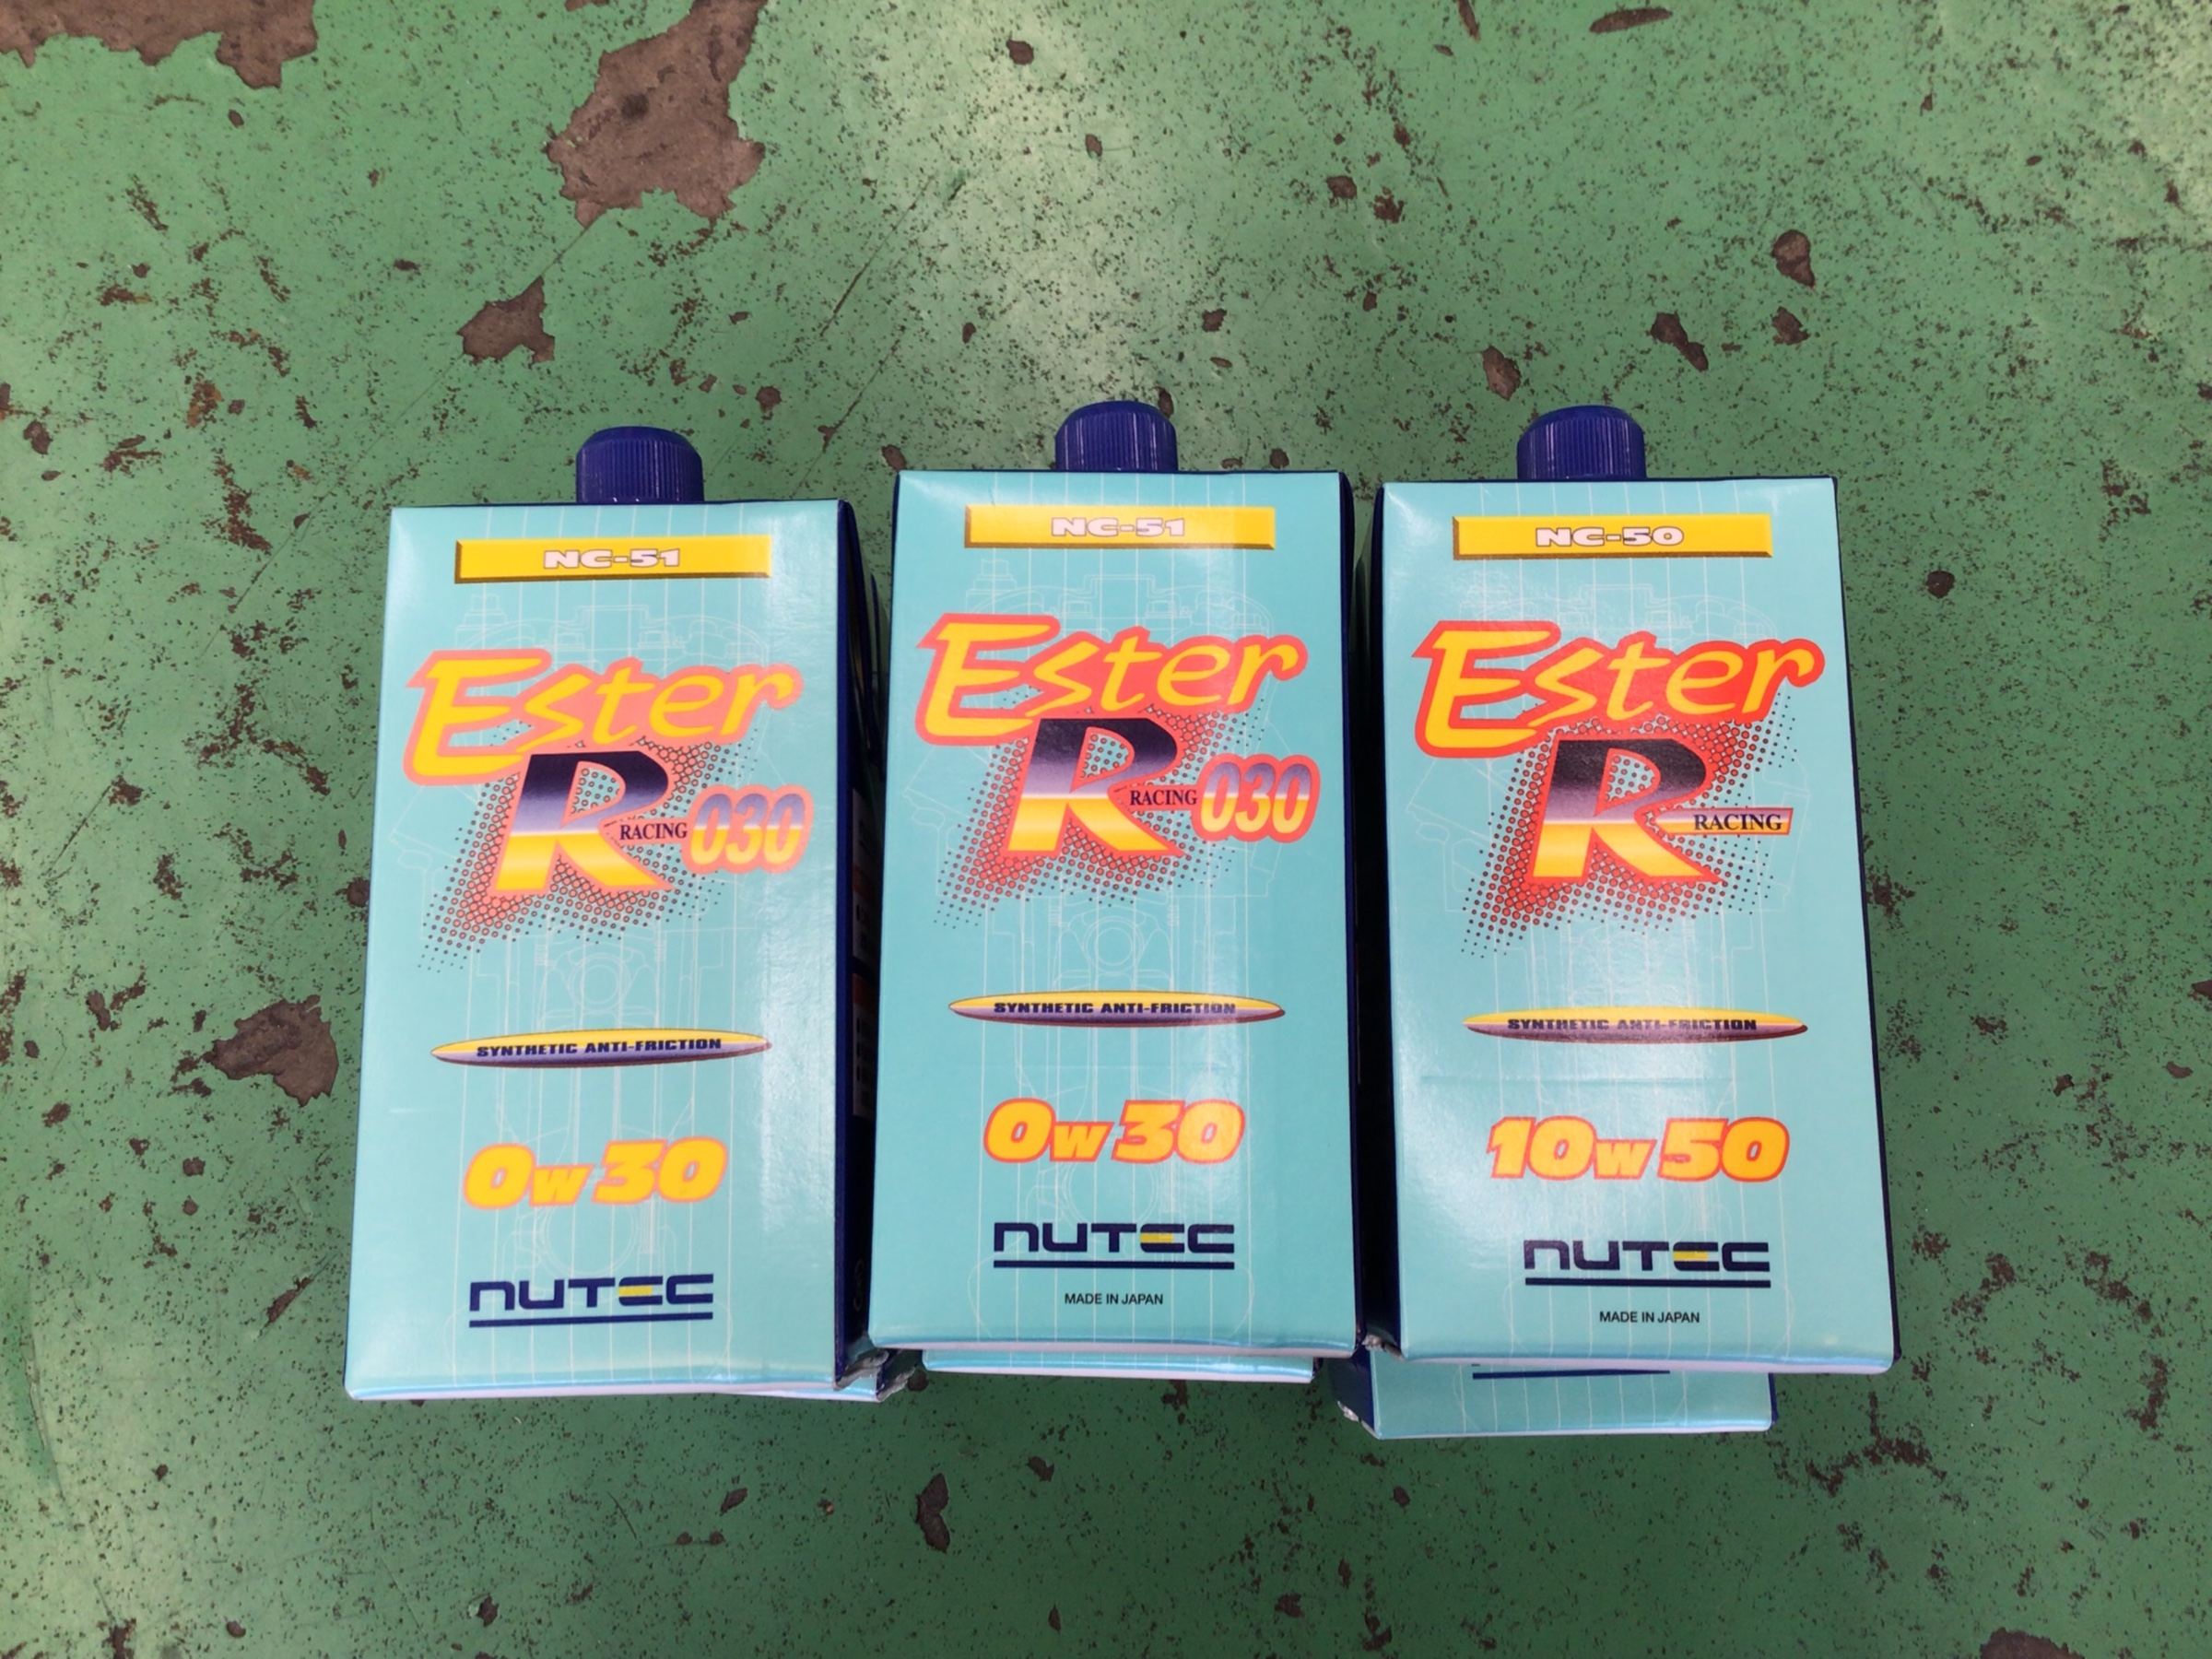 NC-51
Ester
R
RACING 030
SYNTHETIC ANTI-FRICTION
0w30
NUTEC
NC-51
Ester
R
RACING 030
SYNTHETIC ANTI-FRICTION
0w30
NUTEC
MADE IN JAPAN
NC-50
Ester
R
RACING
SYNTHETIC ANTI-FRICTION
10w50
NUTEC
MADE IN JAPAN